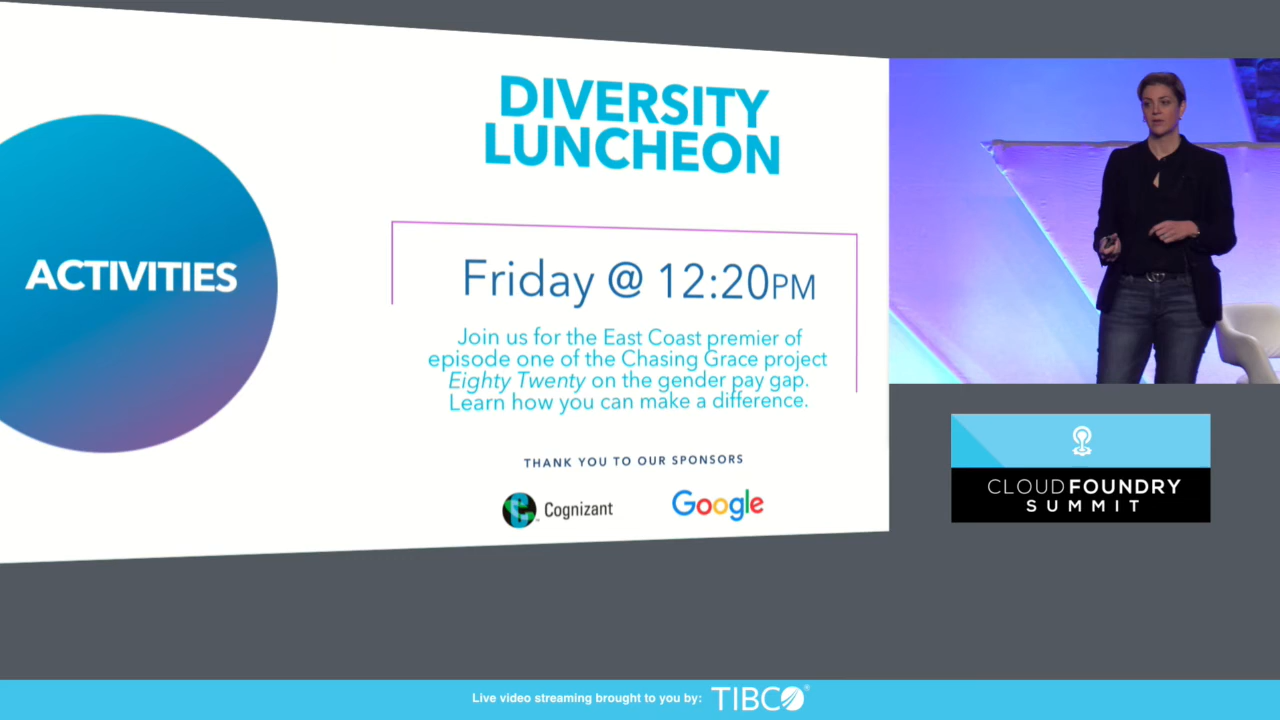 DIVERSITY
LUNCHEON
ACTIVITIES
Friday @ 12:20PM
Join us for the East Coast premier of
episode one of the Chasing Grace project
Eighty Twenty on the gender pay gap.
Learn how you can make a difference.
THANK YOU TO OUR SPONSORS
Cognizant
Google
CLOUDFOUNDRY
SUMMIT
Live video streaming brought to you by: TIBCO®